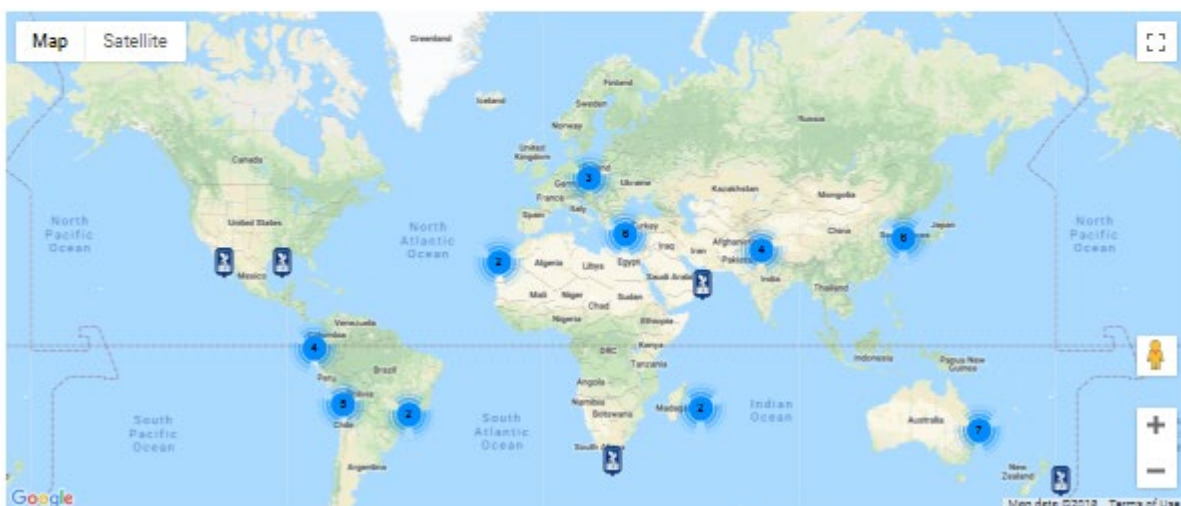 Map Satellite
Greenland
Iceland
Finland
Sweden
Norway
Russia
Canada
United
Kingdom
Ukraine
Kazakhstan
Mongolia
France
Italy
Spain
United States
North
Pacific
Ocean
North
Atlantic
Ocean
Turkey
Iraq
Iran
Afghanistan
Pakistan
China
Japan
North
Pacific
Ocean
3
6
4
6
2
Algeria
Libya
Egypt
Saudi Arabia
India
Mexico
Mali
Niger
Chad
Sudan
Thailand
Nigeria
Ethiopia
Venezuela
Colombia
4
DRC
Kenya
Tanzania
Indonesia
Papua New
Guinea
Peru
Brazil
Bolivia
Chile
5
2
Angola
Namibia
Botswana
2
Indian
Ocean
Australia
7
South
Pacific
Ocean
South
Atlantic
Ocean
South Africa
Argentina
New
Zealand
Google
Map data ©2019 Terms of Use